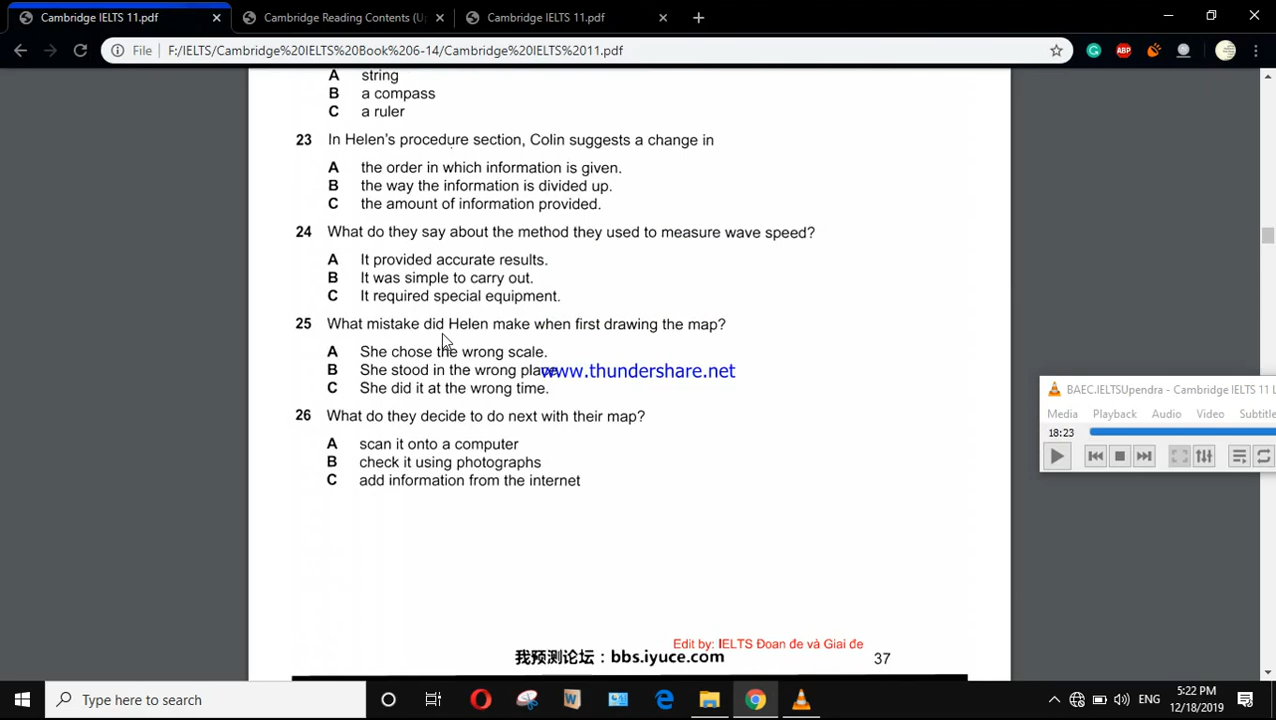 Cambridge IELTS 11.pdf
Cambridge Reading Contents (U
Cambridge IELTS 11.pdf
File
F:/IELTS/Cambridge%20IELTS%20Book%206-14/Cambridge%20IELTS%2011.pdf
ABP
A string
B a compass
C a ruler
23 In Helen's procedure section, Colin suggests a change in
A the order in which information is given.
B the way the information is divided up.
C the amount of information provided.
24 What do they say about the method they used to measure wave speed?
A It provided accurate results.
B It was simple to carry out.
C It required special equipment.
25 What mistake did Helen make when first drawing the map?
A She chose the wrong scale.
B She stood in the wrong place.
www.thundershare.net
C She did it at the wrong time.
26 What do they decide to do next with their map?
A scan it onto a computer
B check it using photographs
C add information from the internet
Edit by: IELTS Đoan đe và Giai đe
我预测论坛：bbs.iyuce.com
37
BAEC.IELTSUpendra - Cambridge IELTS 11 L
Media Playback Audio Video Subtitle
18:23
Type here to search
ENG
5:22 PM
12/18/2019